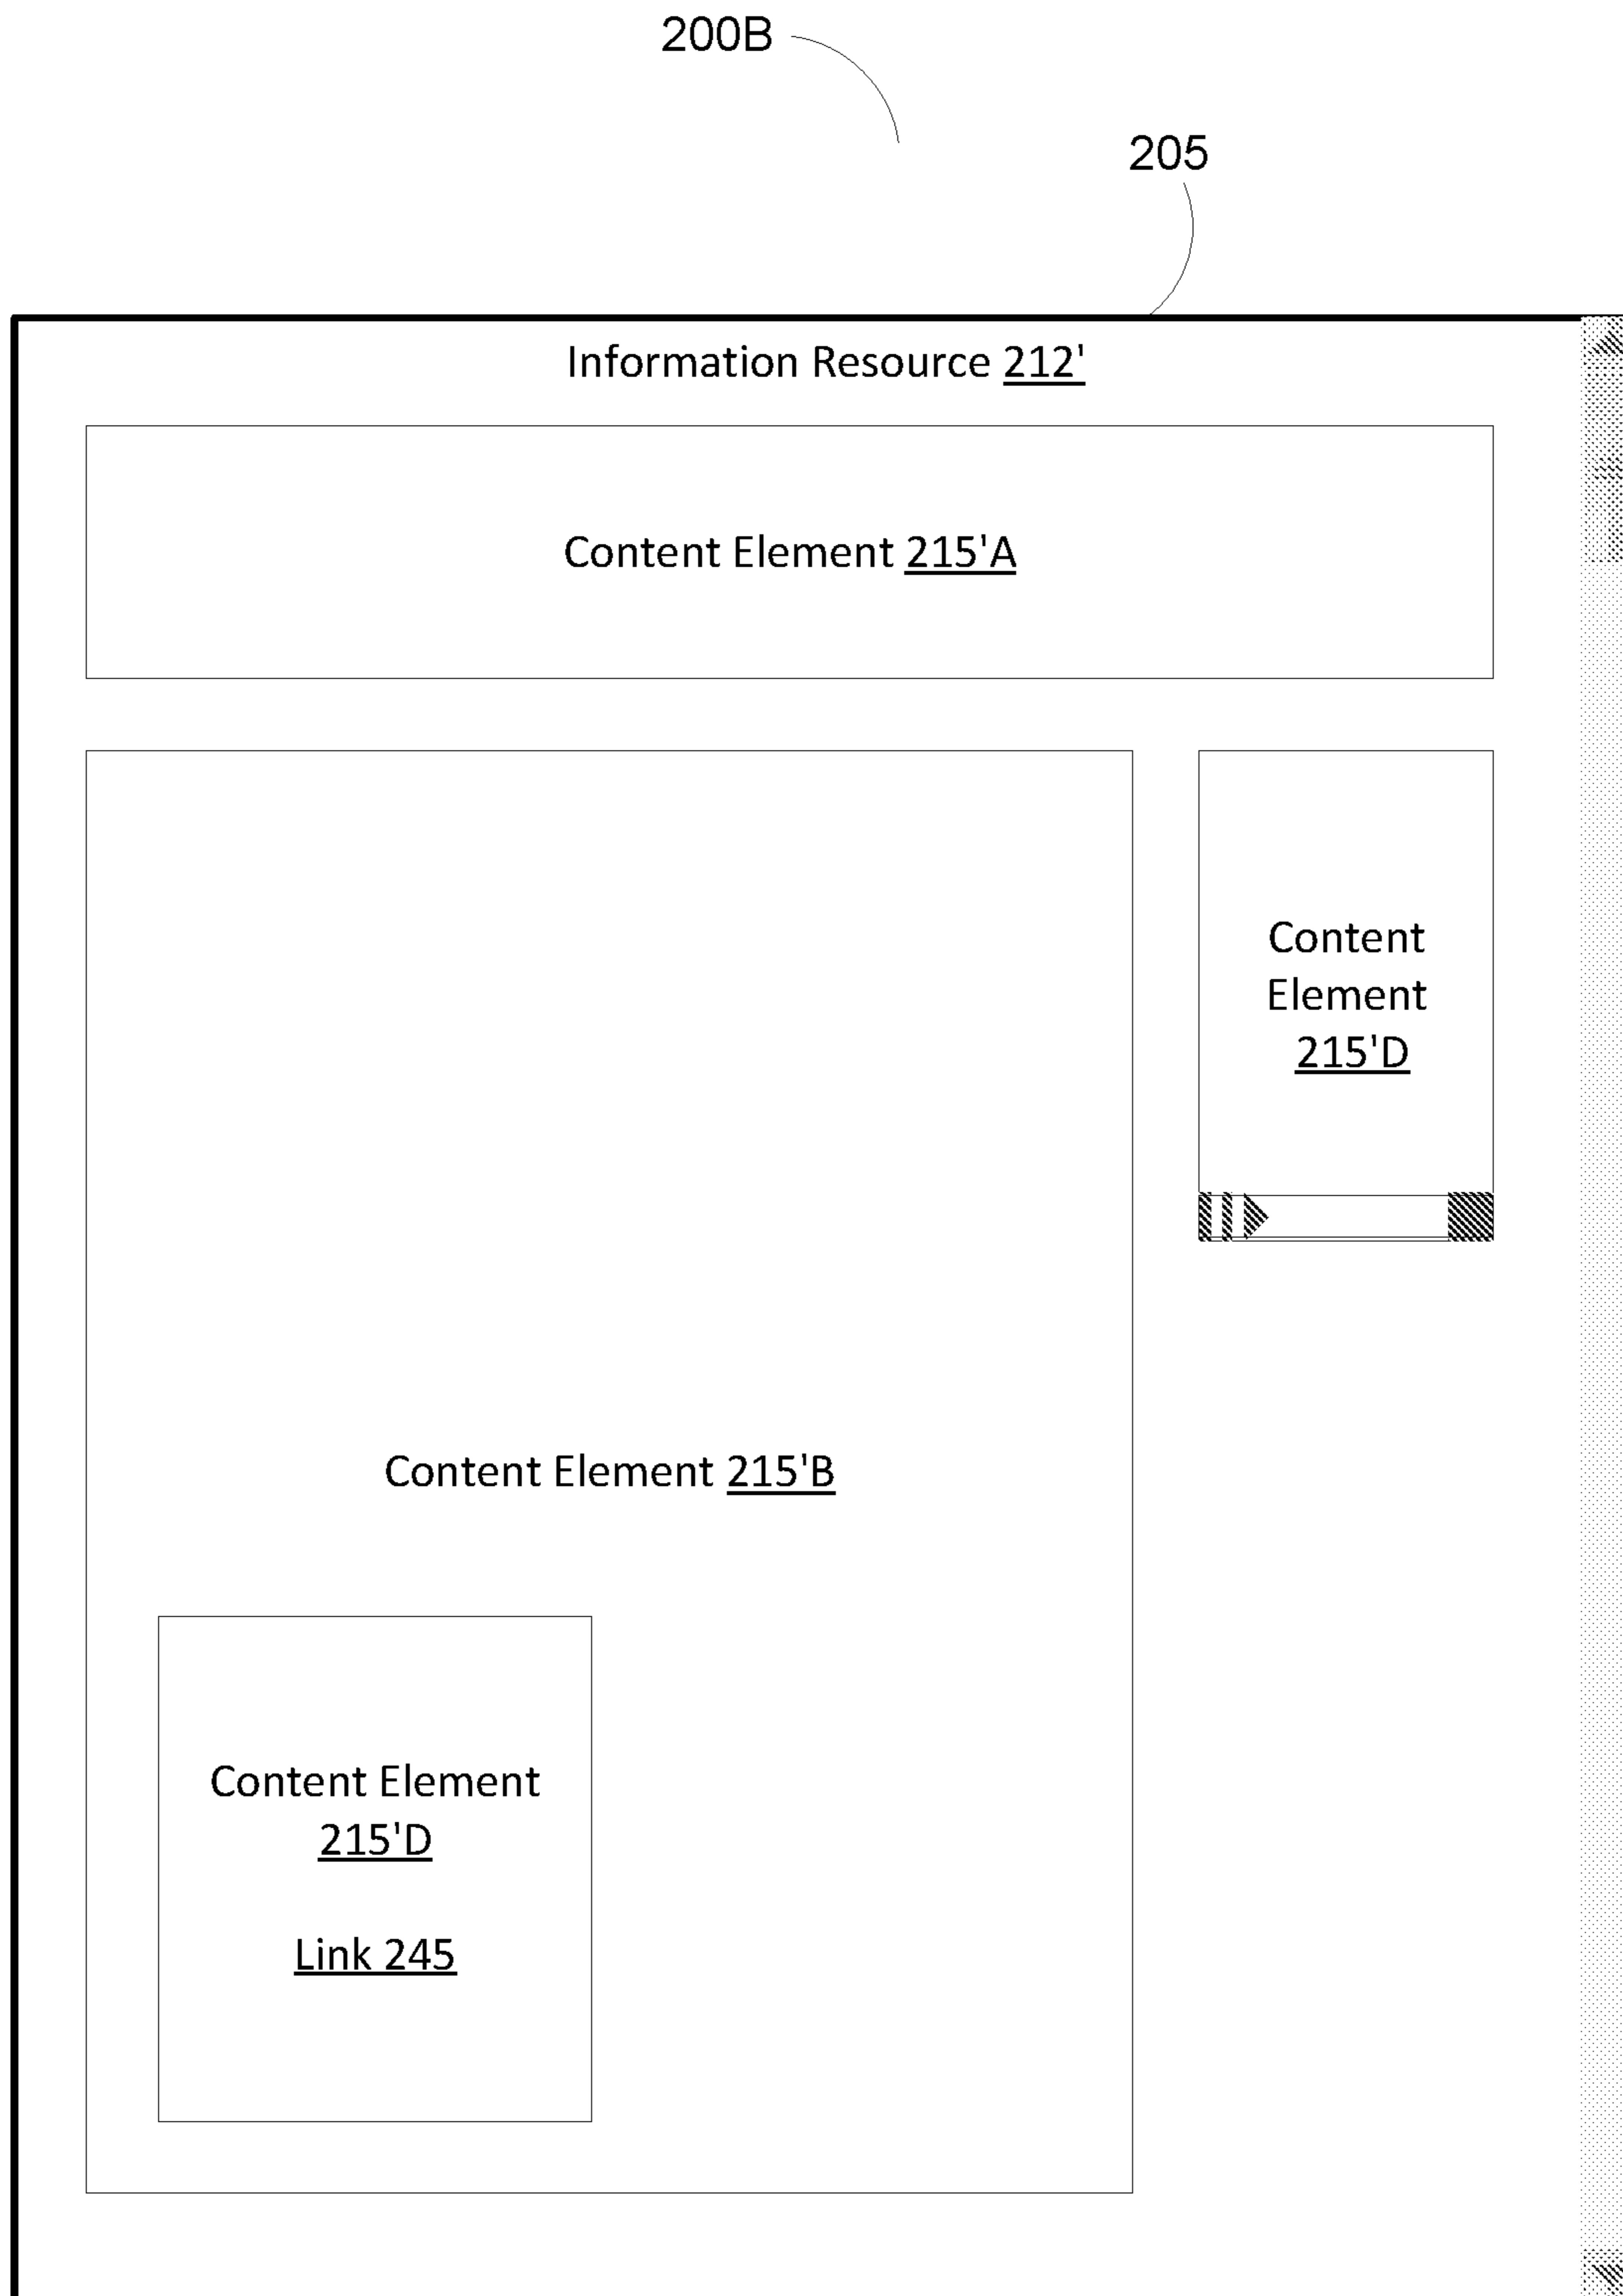 200B
205
Information Resource 212'
Content Element 215'A
Content
Element
215'D
Content Element 215'B
Content Element
215'D
Link 245